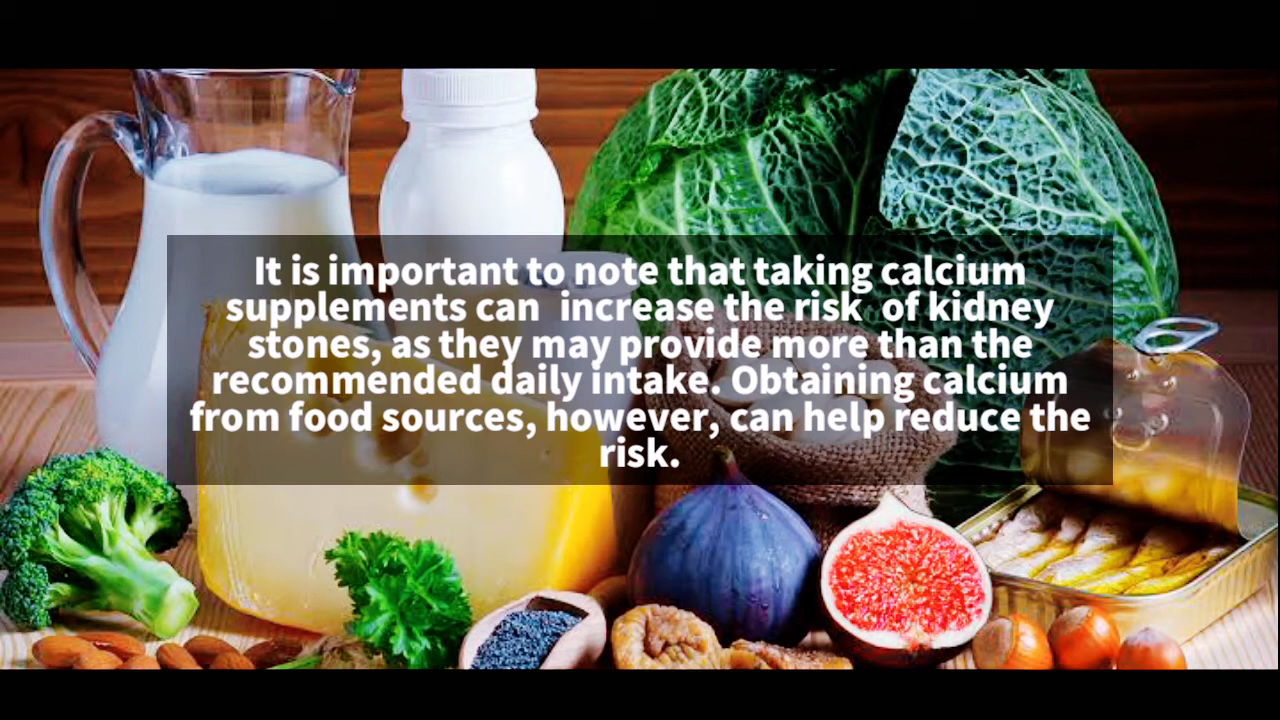 It is important to note that taking calcium
supplements can  increase the risk  of kidney
stones, as they may provide more than the
recommended daily intake. Obtaining calcium
from food sources, however, can help reduce the
risk.